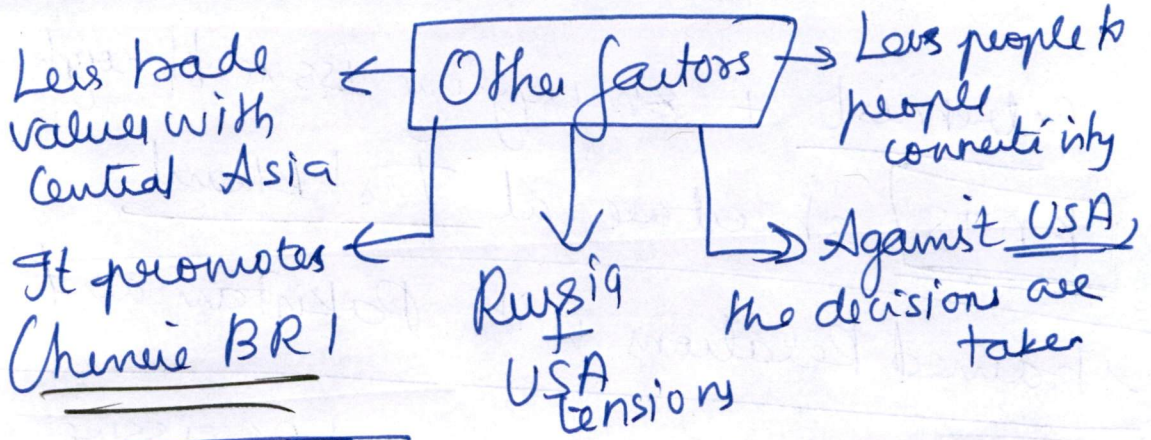 Other factors
Less trade
values with
Central Asia
Less people to
people
connectivity
It promotes
Chinese BRI
Russia
+
USA
tensions
Against USA,
the decisions are
taken